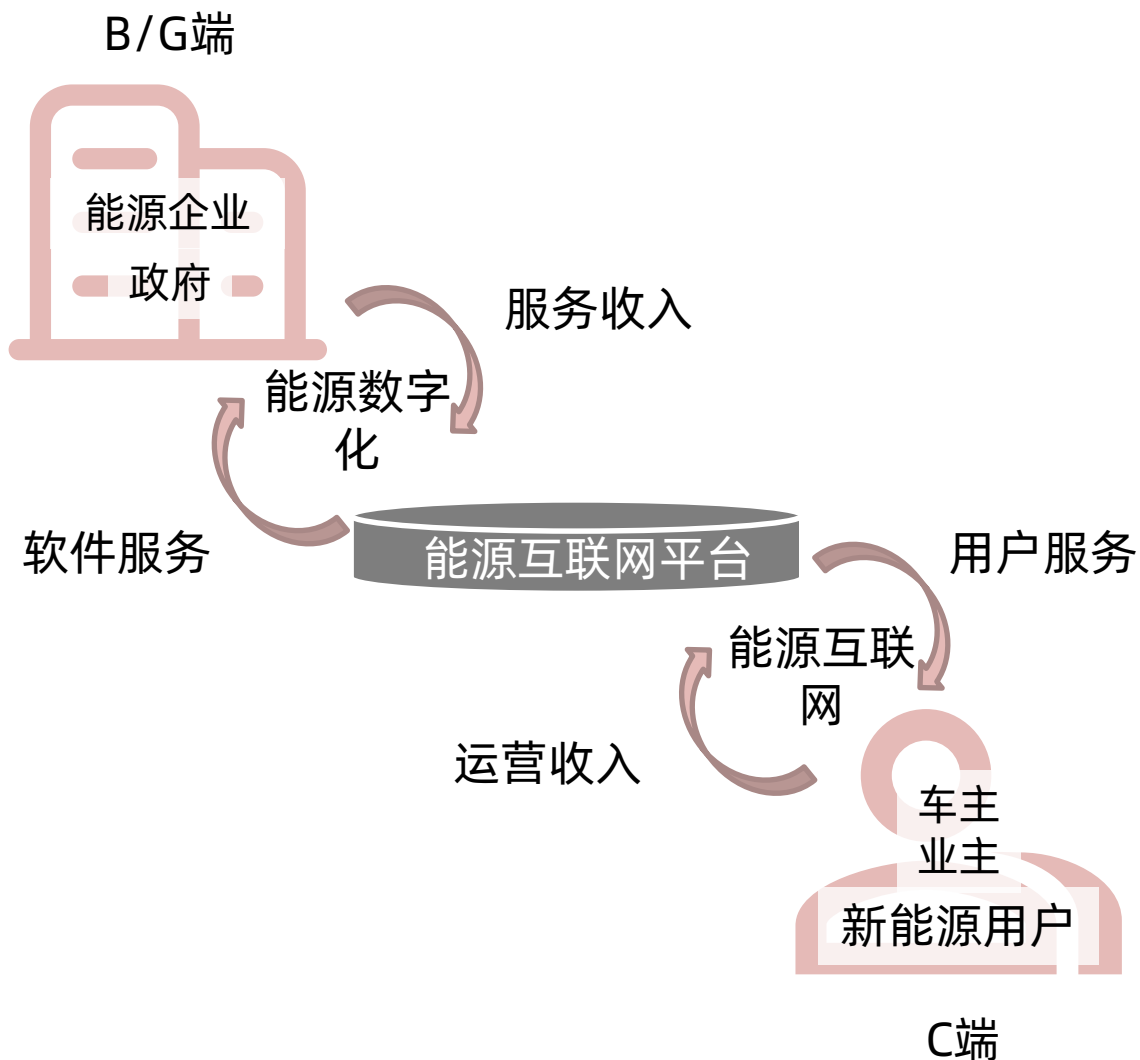 B/G端
能源企业
政府
服务收入
能源数字
化
软件服务
能源互联网平台
用户服务
能源互联
网
运营收入
车主
业主
新能源用户
C端